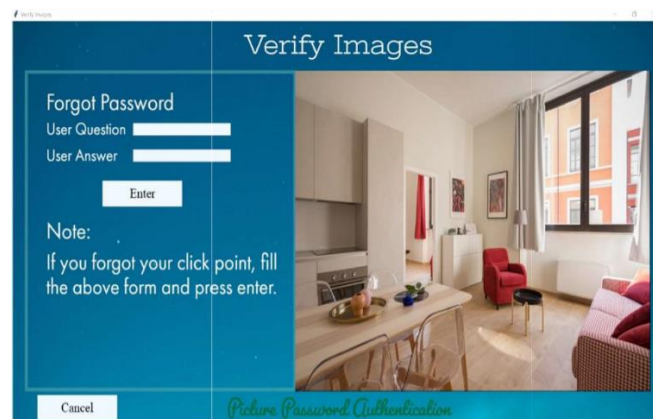 Verify Images
Verify Images
Forgot Password
User Question
User Answer
Enter
Note:
If you forgot your click point, fill
the above form and press enter.
Cancel
Picture Password Authentication